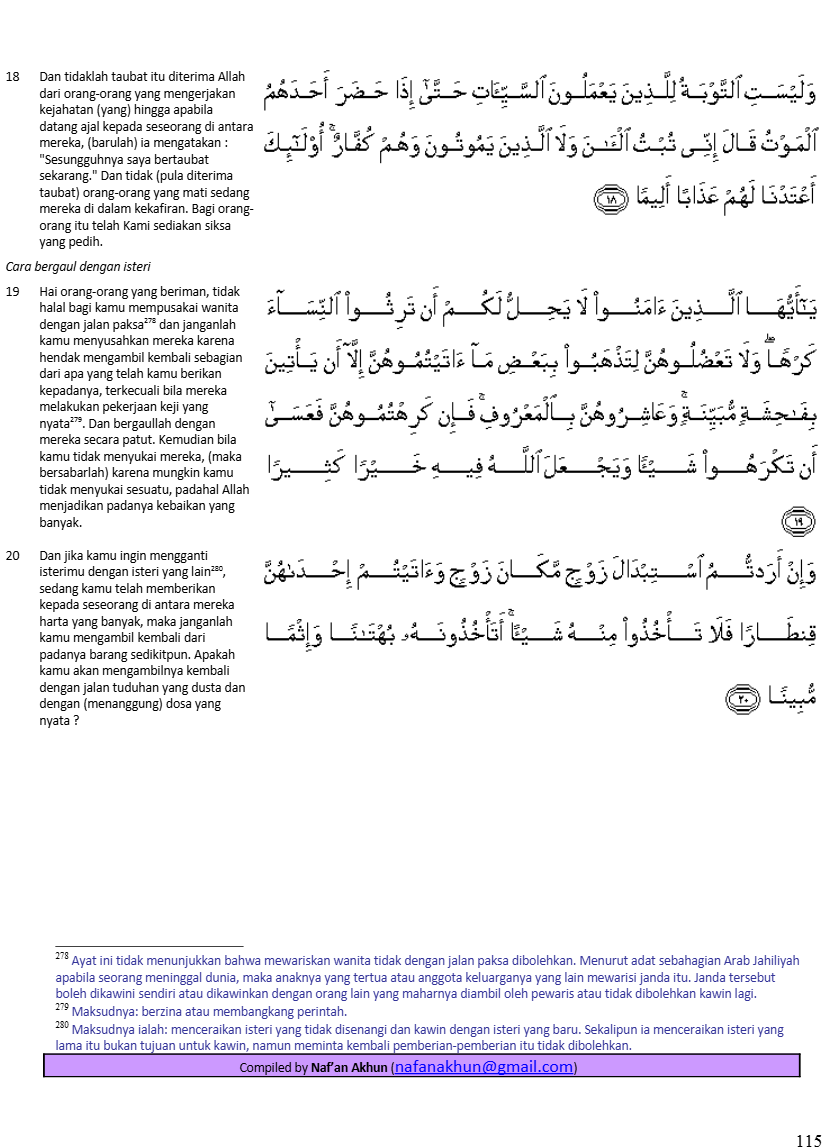 18 Dan tidaklah taubat itu diterima Allah
dari orang-orang yang mengerjakan
kejahatan (yang) hingga apabila
datang ajal kepada seseorang di antara
mereka, (barulah) ia mengatakan :
"Sesungguhnya saya bertaubat
sekarang." Dan tidak (pula diterima
taubat) orang-orang yang mati sedang
mereka di dalam kekafiran. Bagi orang-
orang itu telah Kami sediakan siksa
yang pedih.
وَلَيْسَتِ ٱلتَّوْبَةُ لِلَّذِينَ يَعْمَلُونَ ٱلسَّيِّـَٔاتِ حَتَّىٰٓ إِذَا حَضَرَ أَحَدَهُمُ
ٱلْمَوْتُ قَالَ إِنِّى تُبْتُ ٱلْـَٰٔنَ وَلَا ٱلَّذِينَ يَمُوتُونَ وَهُمْ كُفَّارٌ ۚ أُو۟لَـٰٓئِكَ
أَعْتَدْنَا لَهُمْ عَذَابًا أَلِيمًا ١٨
Cara bergaul dengan isteri
19 Hai orang-orang yang beriman, tidak
halal bagi kamu mempusakai wanita
dengan jalan paksa278 dan janganlah
kamu menyusahkan mereka karena
hendak mengambil kembali sebagian
dari apa yang telah kamu berikan
kepadanya, terkecuali bila mereka
melakukan pekerjaan keji yang
nyata279. Dan bergaullah dengan
mereka secara patut. Kemudian bila
kamu tidak menyukai mereka, (maka
bersabarlah) karena mungkin kamu
tidak menyukai sesuatu, padahal Allah
menjadikan padanya kebaikan yang
banyak.
يَـٰٓأَيُّهَا ٱلَّذِينَ ءَامَنُوا۟ لَا يَحِلُّ لَكُمْ أَن تَرِثُوا۟ ٱلنِّسَآءَ
كَرْهًا ۖ وَلَا تَعْضُلُوهُنَّ لِتَذْهَبُوا۟ بِبَعْضِ مَآ ءَاتَيْتُمُوهُنَّ إِلَّآ أَن يَأْتِينَ
بِفَـٰحِشَةٍ مُّبَيِّنَةٍ ۚ وَعَاشِرُوهُنَّ بِٱلْمَعْرُوفِ ۚ فَإِن كَرِهْتُمُوهُنَّ فَعَسَىٰٓ
أَن تَكْرَهُوا۟ شَيْـًٔا وَيَجْعَلَ ٱللَّهُ فِيهِ خَيْرًا كَثِيرًا
١٩
20 Dan jika kamu ingin mengganti
isterimu dengan isteri yang lain280,
sedang kamu telah memberikan
kepada seseorang di antara mereka
harta yang banyak, maka janganlah
kamu mengambil kembali dari
padanya barang sedikitpun. Apakah
kamu akan mengambilnya kembali
dengan jalan tuduhan yang dusta dan
dengan (menanggung) dosa yang
nyata ?
وَإِنْ أَرَدتُّمُ ٱسْتِبْدَالَ زَوْجٍ مَّكَانَ زَوْجٍ وَءَاتَيْتُمْ إِحْدَىٰهُنَّ
قِنطَارًا فَلَا تَأْخُذُوا۟ مِنْهُ شَيْـًٔا ۚ أَتَأْخُذُونَهُۥ بُهْتَـٰنًا وَإِثْمًا
مُّبِينًا ٢٠
278 Ayat ini tidak menunjukkan bahwa mewariskan wanita tidak dengan jalan paksa dibolehkan. Menurut adat sebahagian Arab Jahiliyah
apabila seorang meninggal dunia, maka anaknya yang tertua atau anggota keluarganya yang lain mewarisi janda itu. Janda tersebut
boleh dikawini sendiri atau dikawinkan dengan orang lain yang maharnya diambil oleh pewaris atau tidak dibolehkan kawin lagi.
279 Maksudnya: berzina atau membangkang perintah.
280 Maksudnya ialah: menceraikan isteri yang tidak disenangi dan kawin dengan isteri yang baru. Sekalipun ia menceraikan isteri yang
lama itu bukan tujuan untuk kawin, namun meminta kembali pemberian-pemberian itu tidak dibolehkan.
Compiled by Naf'an Akhun (nafanakhun@gmail.com)
115